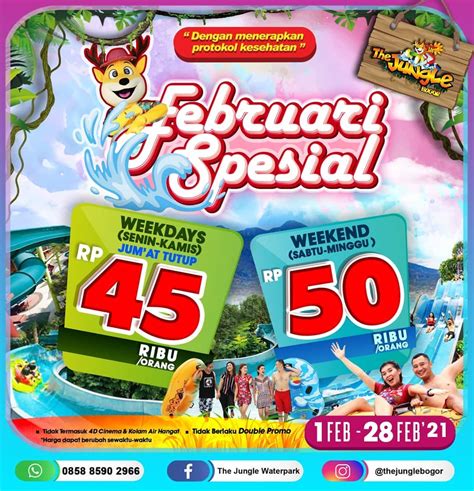 " Dengan menerapkan
protokol kesehatan "
The
JUNGLE
BOGOR
Februari
Spesial
WEEKDAYS
(SENIN-KAMIS)
JUM'AT TUTUP
RP 45
RIBU
/ORANG
WEEKEND
(SABTU-MINGGU)
RP 50
RIBU
/ORANG
• Tidak Termasuk 4D Cinema & Kolam Air Hangat
• Tidak Berlaku Double Promo
*Harga dapat berubah sewaktu-waktu
1 FEB - 28 FEB'21
0858 8590 2966
The Jungle Waterpark
@thejunglebogor